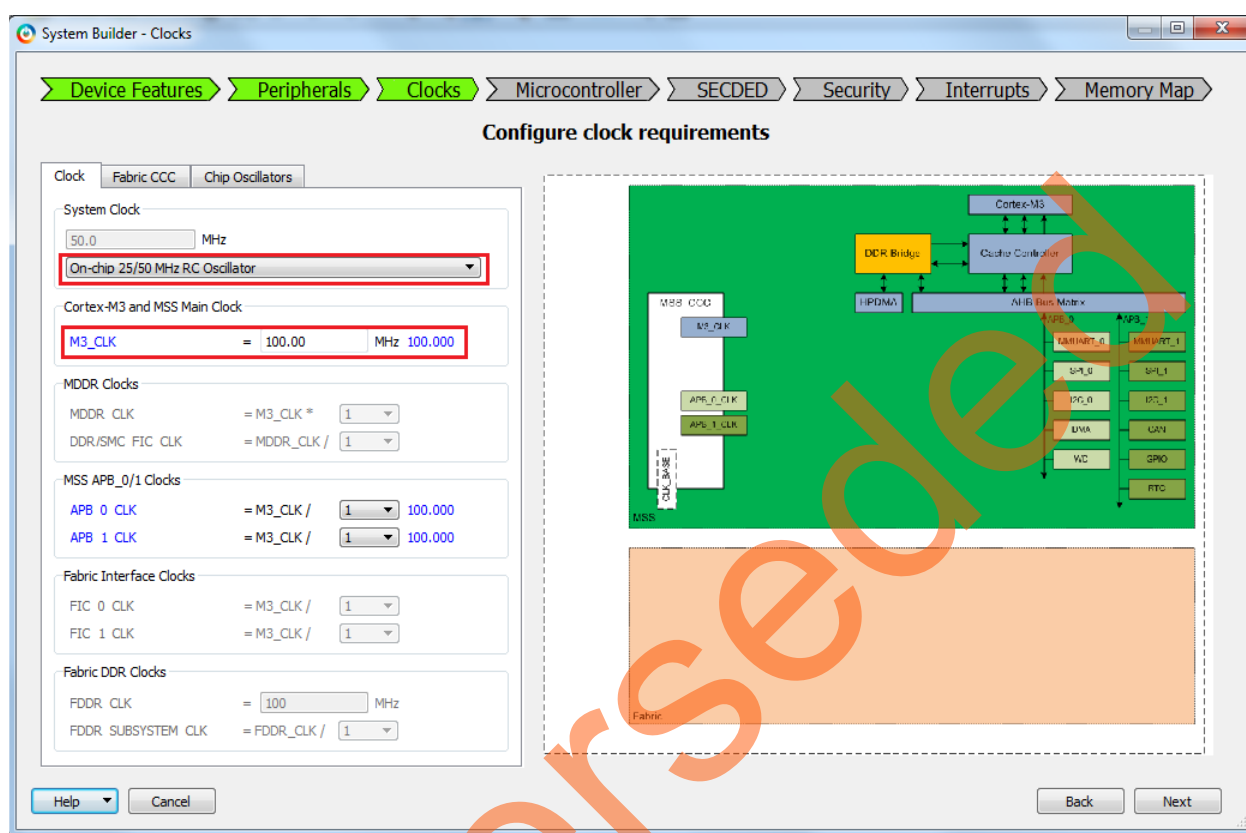 System Builder - Clocks
Device Features Peripherals Clocks Microcontroller SECDED Security Interrupts Memory Map
Configure clock requirements
Clock Fabric CCC Chip Oscillators
System Clock
50.0 MHz
On-chip 25/50 MHz RC Oscillator
Cortex-M3 and MSS Main Clock
M3_CLK = 100.00 MHz 100.000
MDDR Clocks
MDDR CLK = M3_CLK * 1
DDR/SMC FIC CLK = MDDR_CLK / 1
MSS APB_0/1 Clocks
APB 0 CLK = M3_CLK / 1 100.000
APB 1 CLK = M3_CLK / 1 100.000
Fabric Interface Clocks
FIC 0 CLK = M3_CLK / 1
FIC 1 CLK = M3_CLK / 1
Fabric DDR Clocks
FDDR CLK = 100 MHz
FDDR SUBSYSTEM CLK = FDDR_CLK / 1
Cortex-M3
DDR Bridge Cache Controller
MSS CCC HPDMA AHB Bus Matrix
M3_CLK APB_0 APB_1
MMUART_0 MMUART_1
SPI_0 SPI_1
APB_0_CLK I2C_0 I2C_1
APB_1_CLK DMA CAN
CLK_BASE WD GPIO
RTC
MSS
Fabric
Help Cancel Back Next
erseded